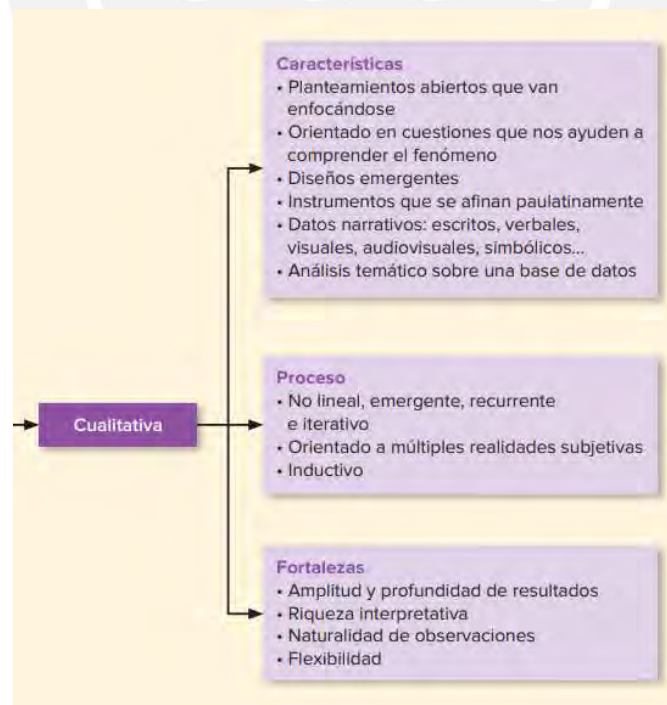 Características
• Planteamientos abiertos que van
enfocándose
• Orientado en cuestiones que nos ayuden a
comprender el fenómeno
• Diseños emergentes
• Instrumentos que se afinan paulatinamente
• Datos narrativos: escritos, verbales,
visuales, audiovisuales, simbólicos...
• Análisis temático sobre una base de datos
Cualitativa
Proceso
• No lineal, emergente, recurrente
e iterativo
• Orientado a múltiples realidades subjetivas
• Inductivo
Fortalezas
• Amplitud y profundidad de resultados
• Riqueza interpretativa
• Naturalidad de observaciones
• Flexibilidad